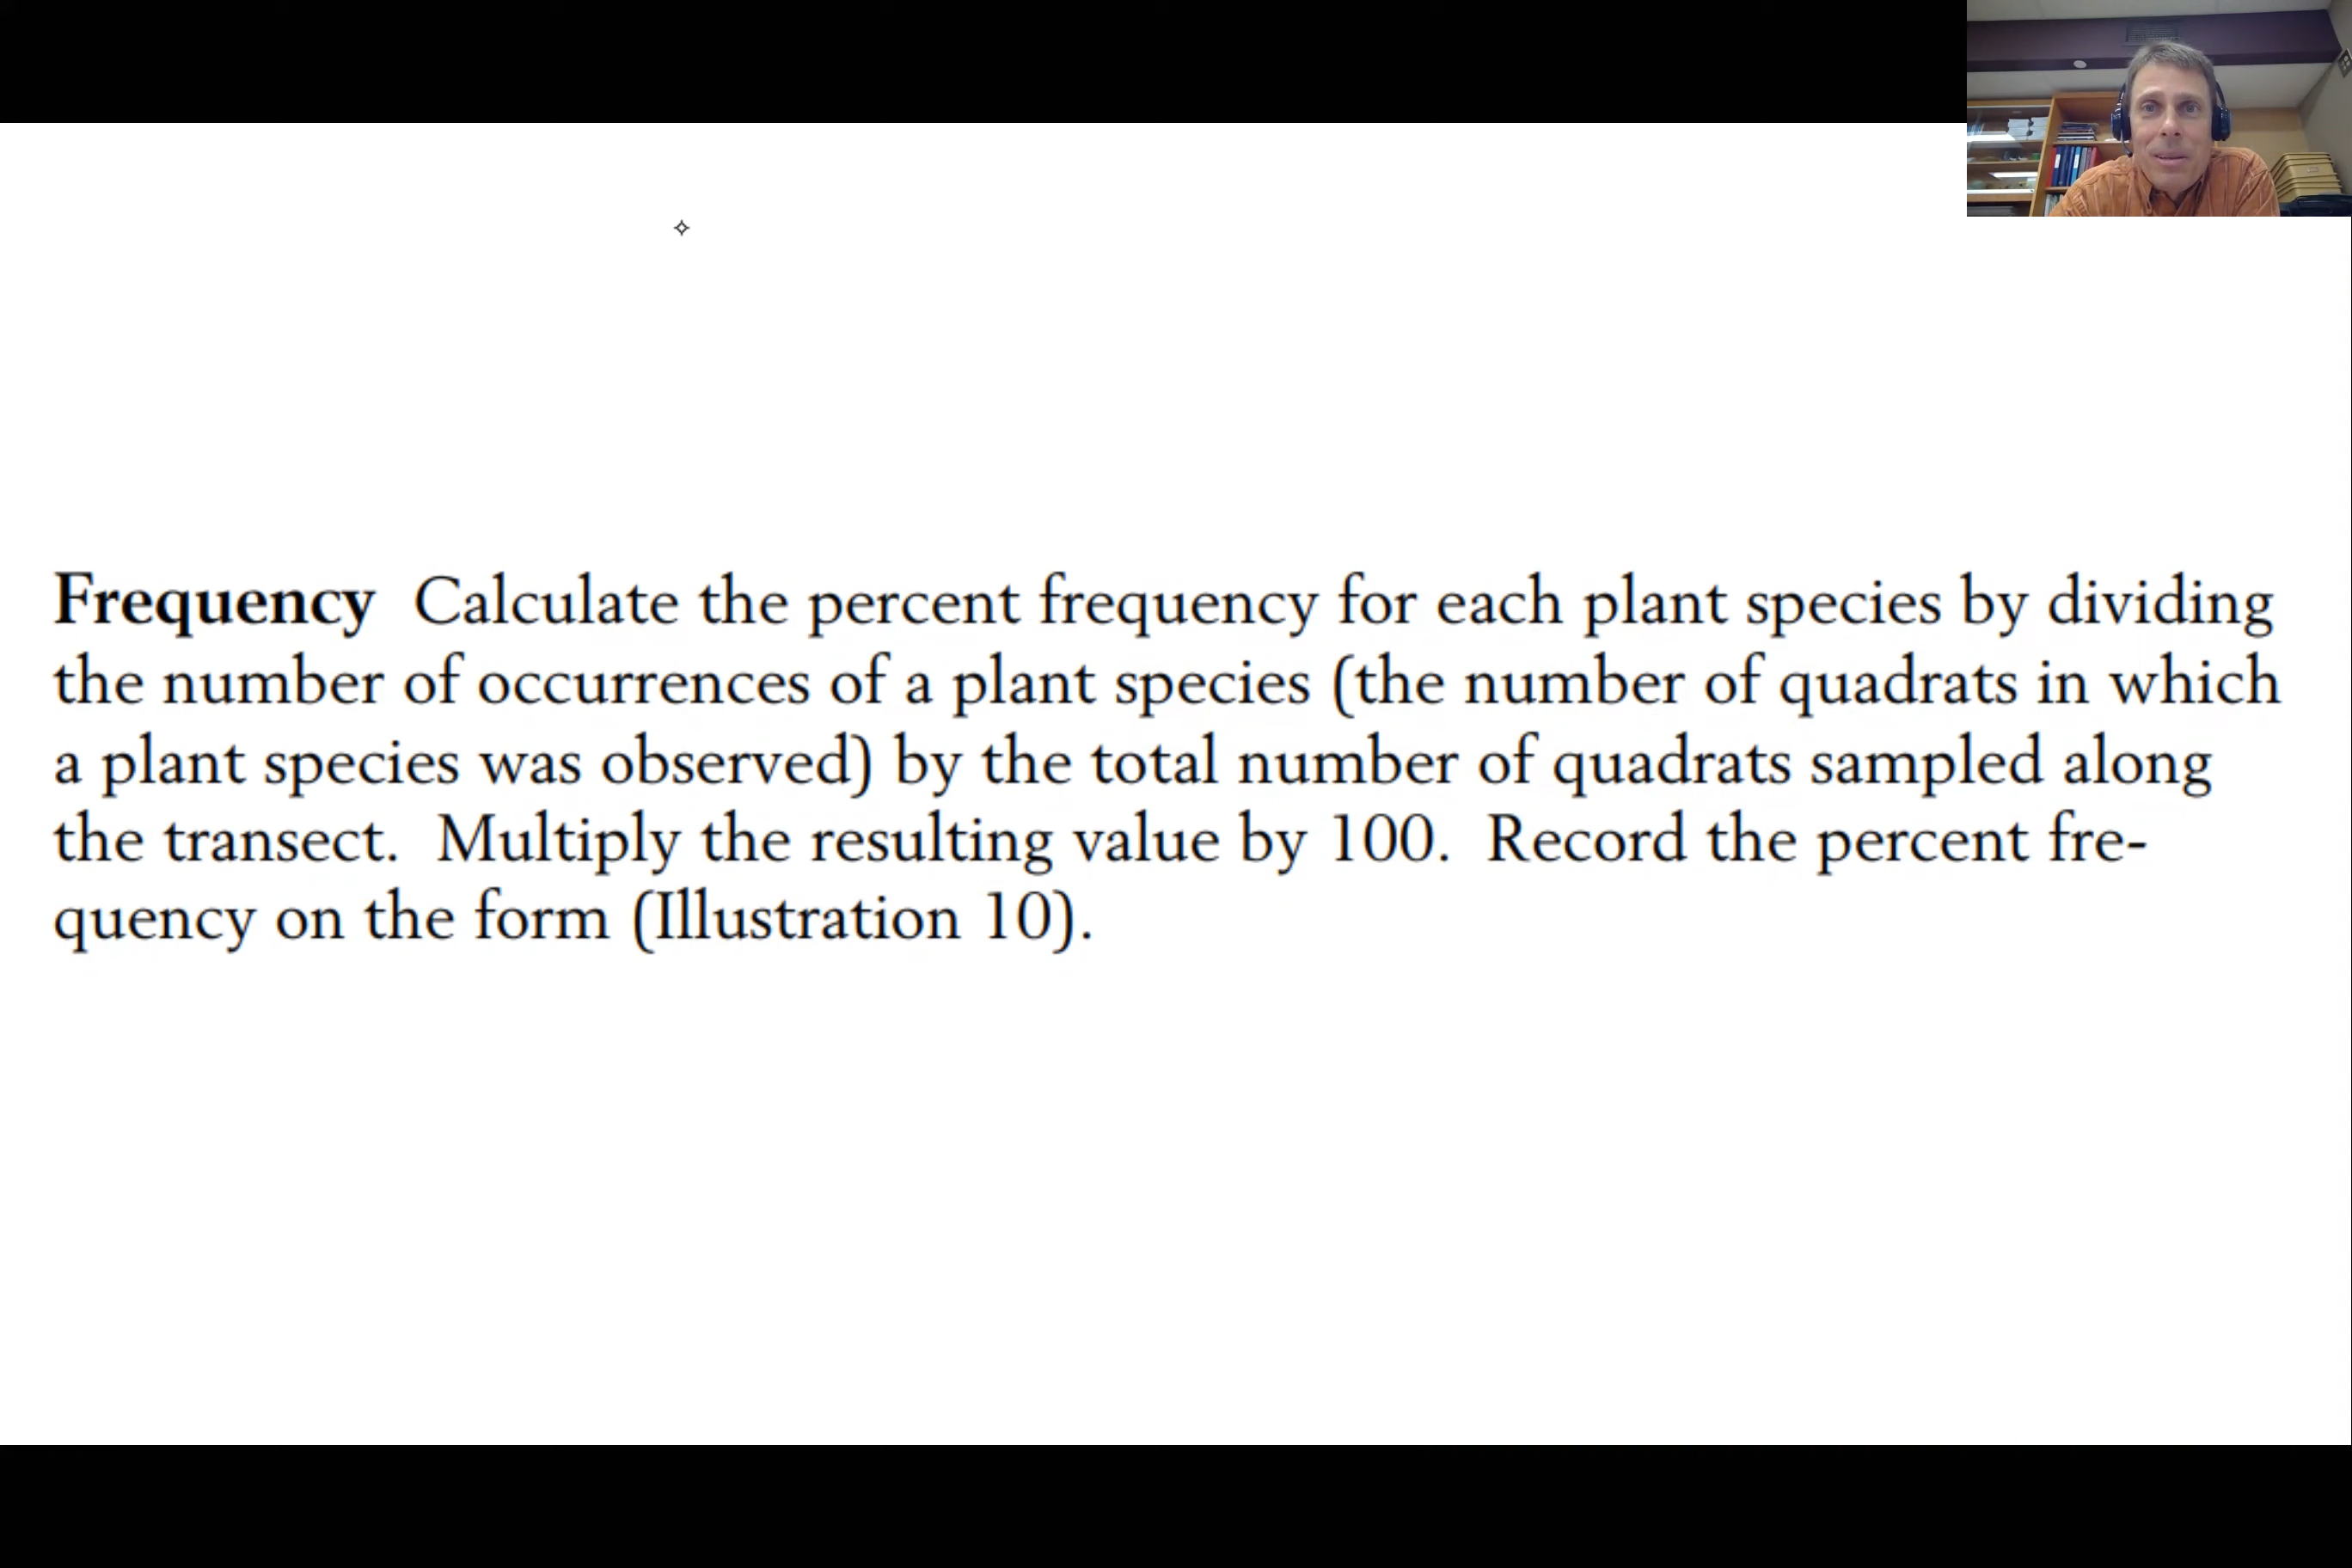 Frequency Calculate the percent frequency for each plant species by dividing
the number of occurrences of a plant species (the number of quadrats in which
a plant species was observed) by the total number of quadrats sampled along
the transect. Multiply the resulting value by 100. Record the percent fre-
quency on the form (Illustration 10).